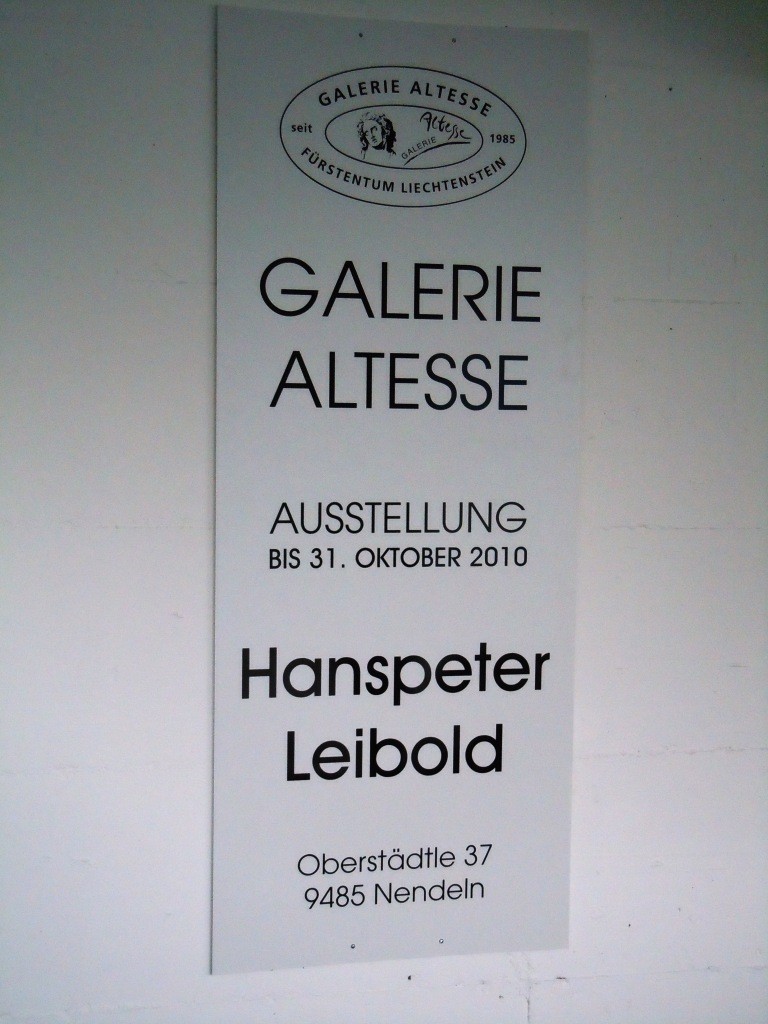 GALERIE ALTESSE
seit
Altesse
GALERIE
1985
FÜRSTENTUM LIECHTENSTEIN
GALERIE
ALTESSE
AUSSTELLUNG
BIS 31. OKTOBER 2010
Hanspeter
Leibold
Oberstädtle 37
9485 Nendeln